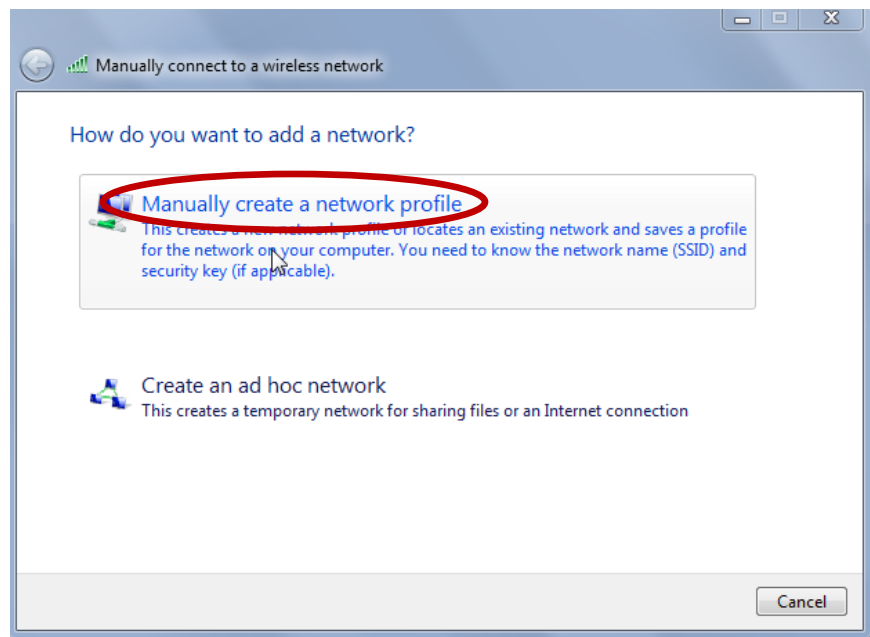 Manually connect to a wireless network
How do you want to add a network?
Manually create a network profile
This creates a new network profile or locates an existing network and saves a profile
for the network on your computer. You need to know the network name (SSID) and
security key (if applicable).
Create an ad hoc network
This creates a temporary network for sharing files or an Internet connection
Cancel